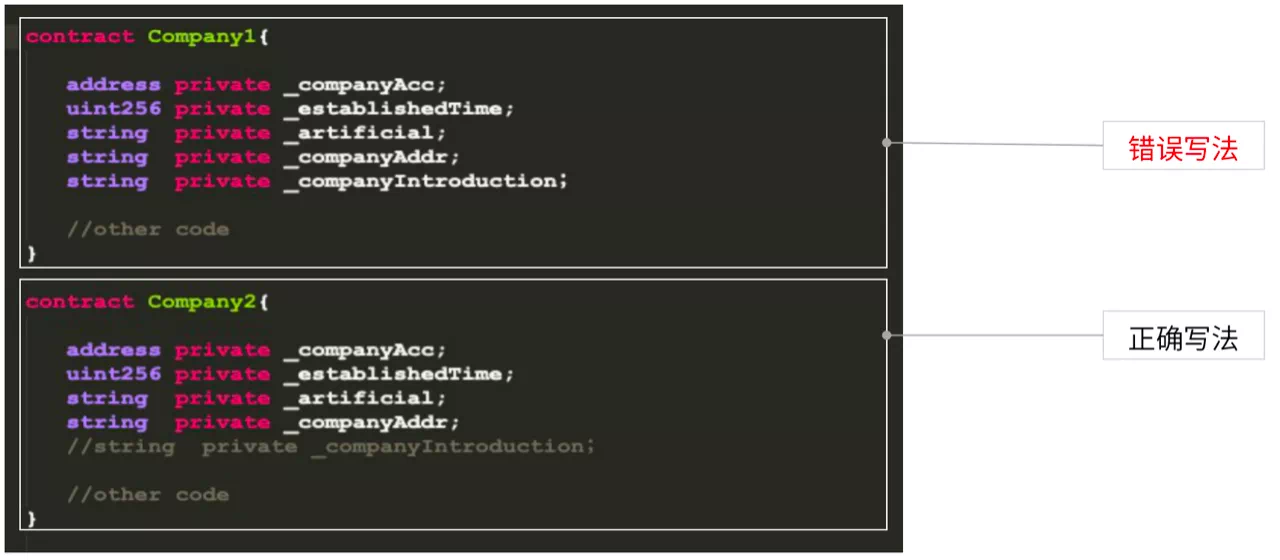 contract Company1{
address private _companyAcc;
uint256 private _establishedTime;
string  private _artificial;
string  private _companyAddr;
string  private _companyIntroduction;
//other code
}
错误写法
contract Company2{
address private _companyAcc;
uint256 private _establishedTime;
string  private _artificial;
string  private _companyAddr;
//string  private _companyIntroduction;
//other code
}
正确写法